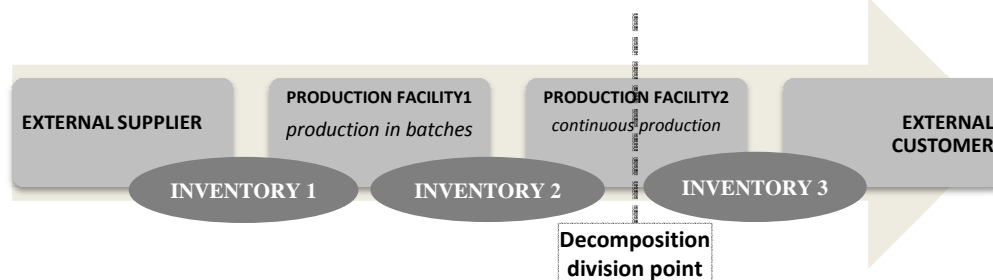 EXTERNAL SUPPLIER
PRODUCTION FACILITY1
production in batches
PRODUCTION FACILITY2
continuous production
EXTERNAL
CUSTOMER
INVENTORY 1
INVENTORY 2
INVENTORY 3
Decomposition
division point